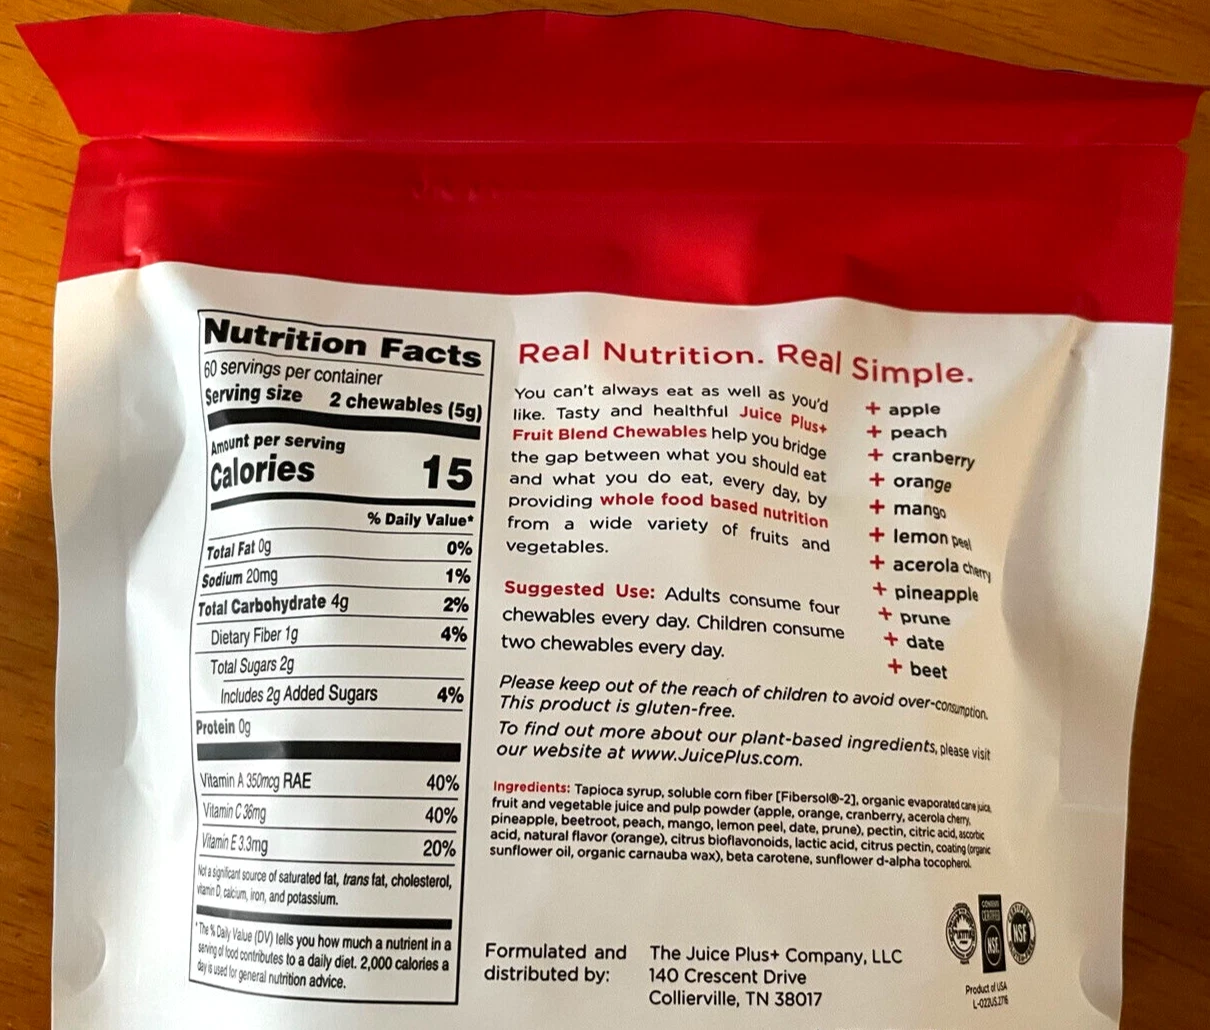 Nutrition Facts
60 servings per container
Serving size 2 chewables (5g)
Amount per serving
Calories 15
% Daily Value*
Total Fat 0g 0%
Sodium 20mg 1%
Total Carbohydrate 4g 2%
Dietary Fiber 1g 4%
Total Sugars 2g
Includes 2g Added Sugars 4%
Protein 0g
Vitamin A 350mcg RAE 40%
Vitamin C 36mg 40%
Vitamin E 3.3mg 20%
Not a significant source of saturated fat, trans fat, cholesterol,
vitamin D, calcium, iron, and potassium.
*The % Daily Value (DV) tells you how much a nutrient in a
serving of food contributes to a daily diet. 2,000 calories a
day is used for general nutrition advice.
Real Nutrition. Real Simple.
You can't always eat as well as you'd
like. Tasty and healthful Juice Plus+
Fruit Blend Chewables help you bridge
the gap between what you should eat
and what you do eat, every day, by
providing whole food based nutrition
from a wide variety of fruits and
vegetables.
+ apple
+ peach
+ cranberry
+ orange
+ mango
+ lemon peel
+ acerola cherry
+ pineapple
+ prune
+ date
+ beet
Suggested Use: Adults consume four
chewables every day. Children consume
two chewables every day.
Please keep out of the reach of children to avoid over-consumption.
This product is gluten-free.
To find out more about our plant-based ingredients, please visit
our website at www.JuicePlus.com.
Ingredients: Tapioca syrup, soluble corn fiber [Fibersol®-2], organic evaporated cane juice,
fruit and vegetable juice and pulp powder (apple, orange, cranberry, acerola cherry,
pineapple, beetroot, peach, mango, lemon peel, date, prune), pectin, citric acid, ascorbic
acid, natural flavor (orange), citrus bioflavonoids, lactic acid, citrus pectin, coating (organic
sunflower oil, organic carnauba wax), beta carotene, sunflower d-alpha tocopherol.
Formulated and
distributed by:
The Juice Plus+ Company, LLC
140 Crescent Drive
Collierville, TN 38017
CERTIFIED
NSF
NSF
Product of USA